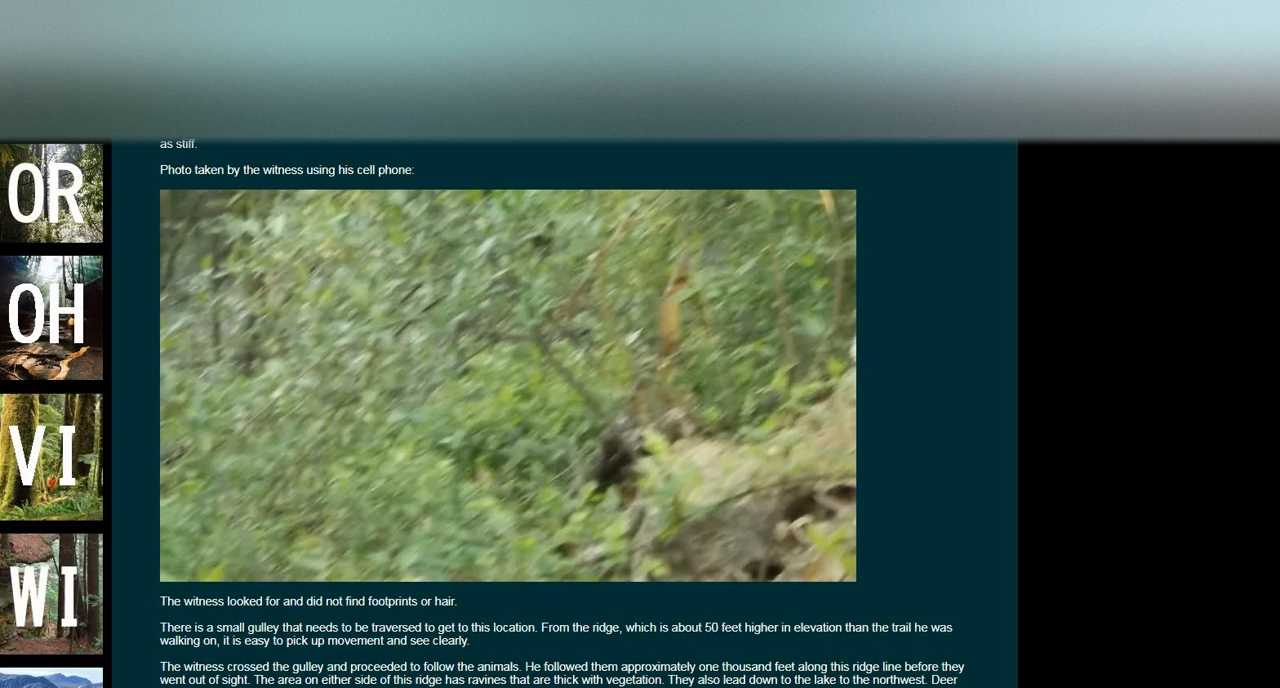 as stiff.
Photo taken by the witness using his cell phone:
OR
OH
VI
WI
The witness looked for and did not find footprints or hair.
There is a small gulley that needs to be traversed to get to this location. From the ridge, which is about 50 feet higher in elevation than the trail he was
walking on, it is easy to pick up movement and see clearly.
The witness crossed the gulley and proceeded to follow the animals. He followed them approximately one thousand feet along this ridge line before they
went out of sight. The area on either side of this ridge has ravines that are thick with vegetation. They also lead down to the lake to the northwest. Deer